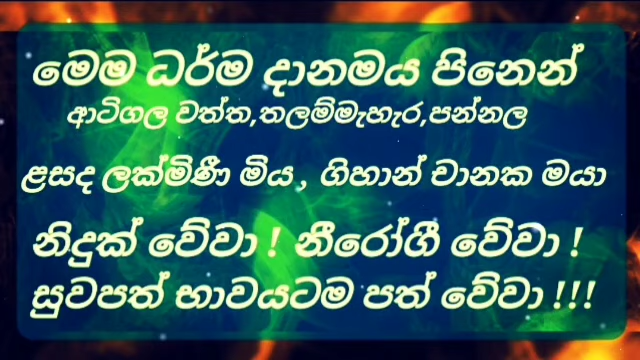 මෙම ධර්ම දානමය පිනෙන්
ආටිගල වත්ත,තලම්මැහැර,පන්නල
ළසඳ ලක්මිණී මිය , ගිහාන් චානක මයා
නිදුක් වේවා ! නීරෝගී වේවා !
සුවපත් භාවයටම පත් වේවා !!!